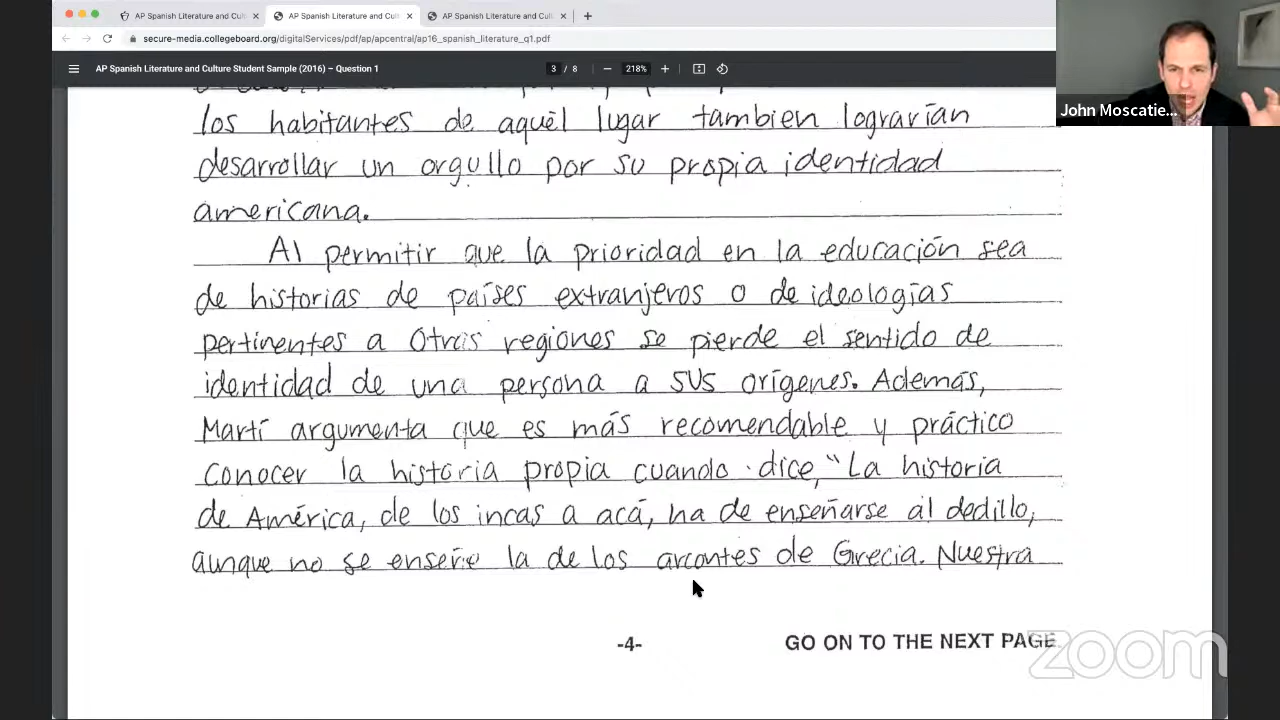 AP Spanish Literature and Cult
AP Spanish Literature and Cult
AP Spanish Literature and Cult
secure-media.collegeboard.org/digitalServices/pdf/ap/apcentral/ap16_spanish_literature_q1.pdf
AP Spanish Literature and Culture Student Sample (2016) – Question 1
3 / 8
218%
John Moscatie...
los habitantes de aquel lugar tambien lograrían
desarrollar un orgullo por su propia identidad
americana.
Al permitir que la prioridad en la educación sea
de historias de países extranjeros o de ideologías
pertinentes a otras regiones se pierde el sentido de
identidad de una persona a sus orígenes. Además,
Martí argumenta que es más recomendable y práctico
conocer la historia propia cuando dice, "La historia
de América, de los incas a acá, ha de enseñarse al dedillo,
aunque no se enseñe la de los arcontes de Grecia. Nuestra
-4-
GO ON TO THE NEXT PAGE
zoom